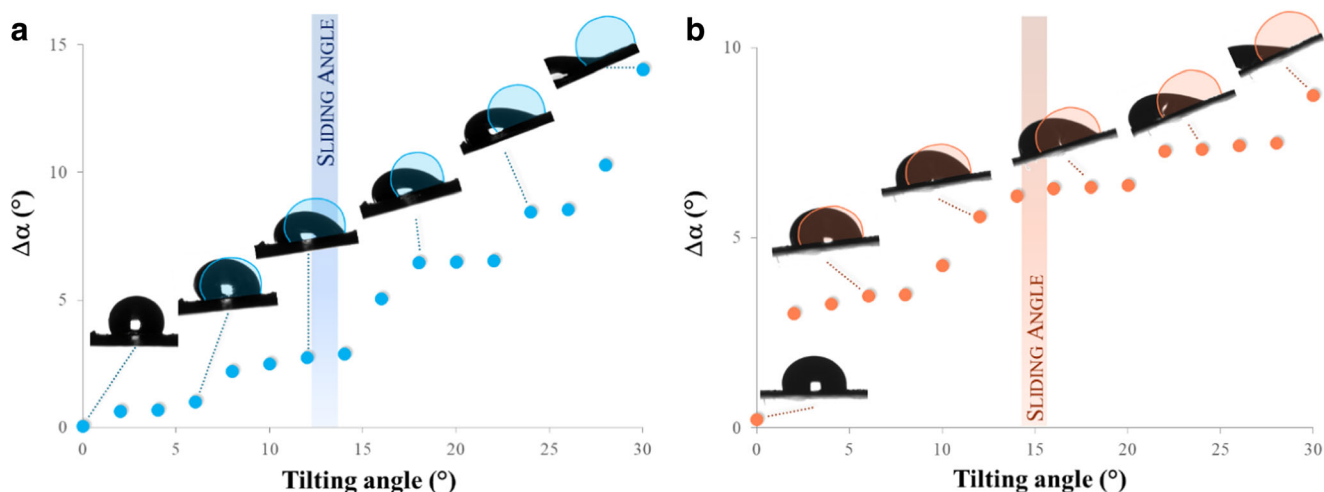 a
15
10
5
0
Δα (°)
SLIDING ANGLE
0 5 10 15 20 25 30
Tilting angle (°)
b
10
5
0
Δα (°)
SLIDING ANGLE
0 5 10 15 20 25 30
Tilting angle (°)